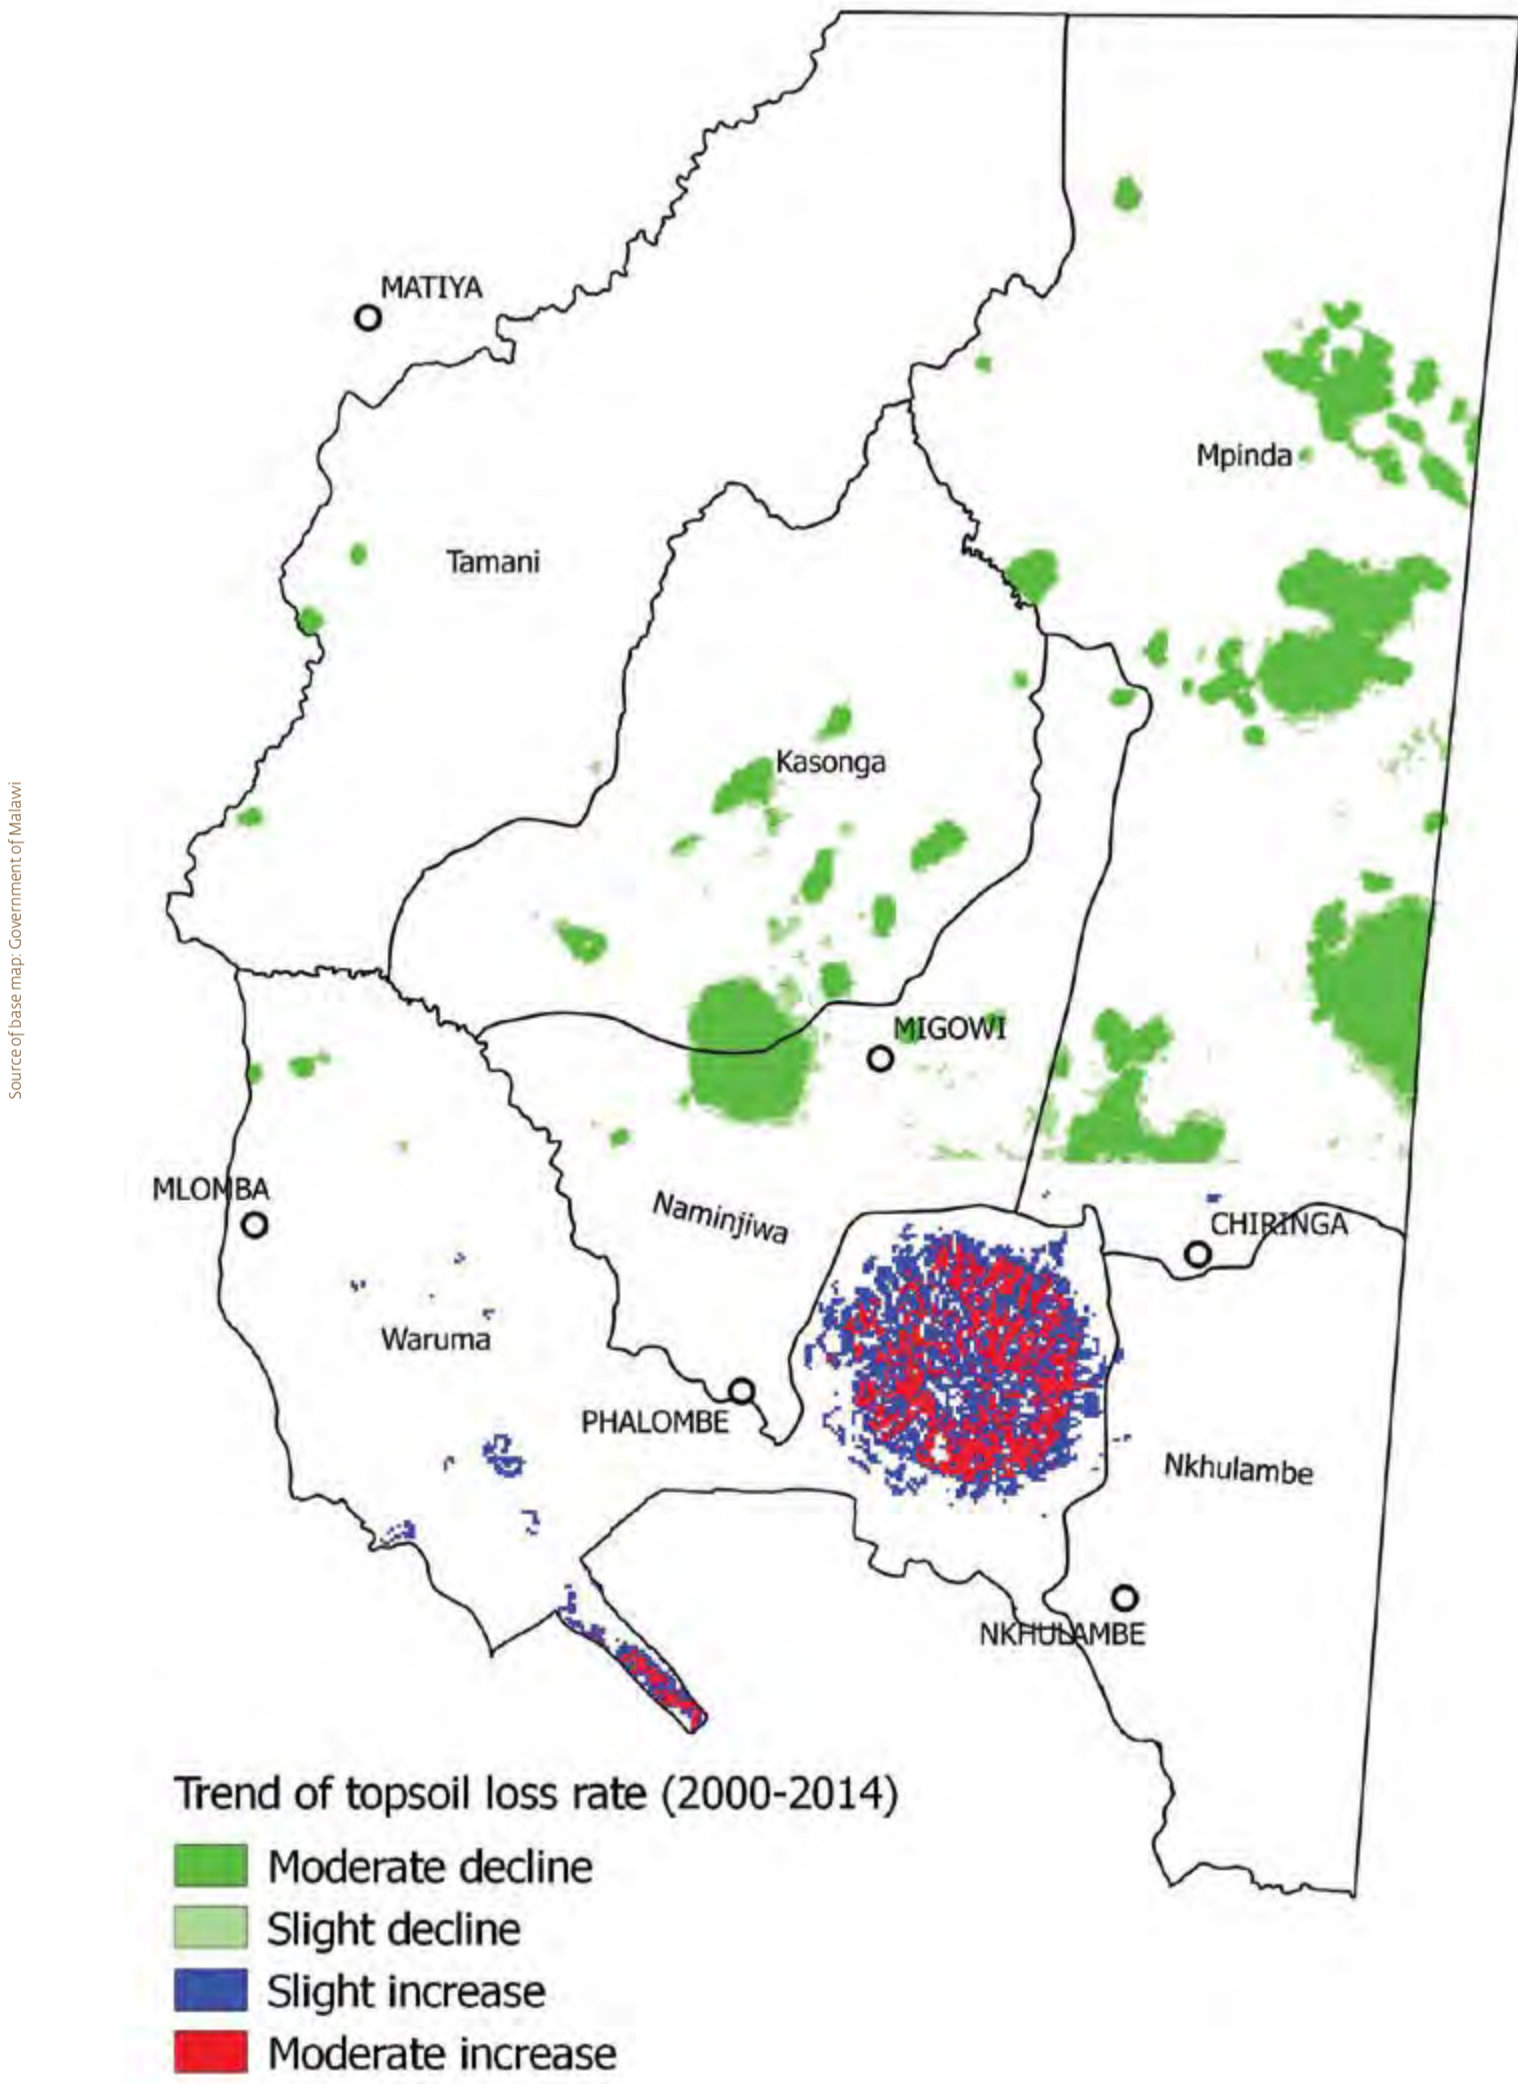 MATIYA
Mpinda
Tamani
Kasonga
Source of base map: Government of Malawi
MIGOWI
MLOMBA
Naminjiwa
CHIRINGA
Waruma
PHALOMBE
Nkhulambe
NKHULAMBE
Trend of topsoil loss rate (2000-2014)
Moderate decline
Slight decline
Slight increase
Moderate increase